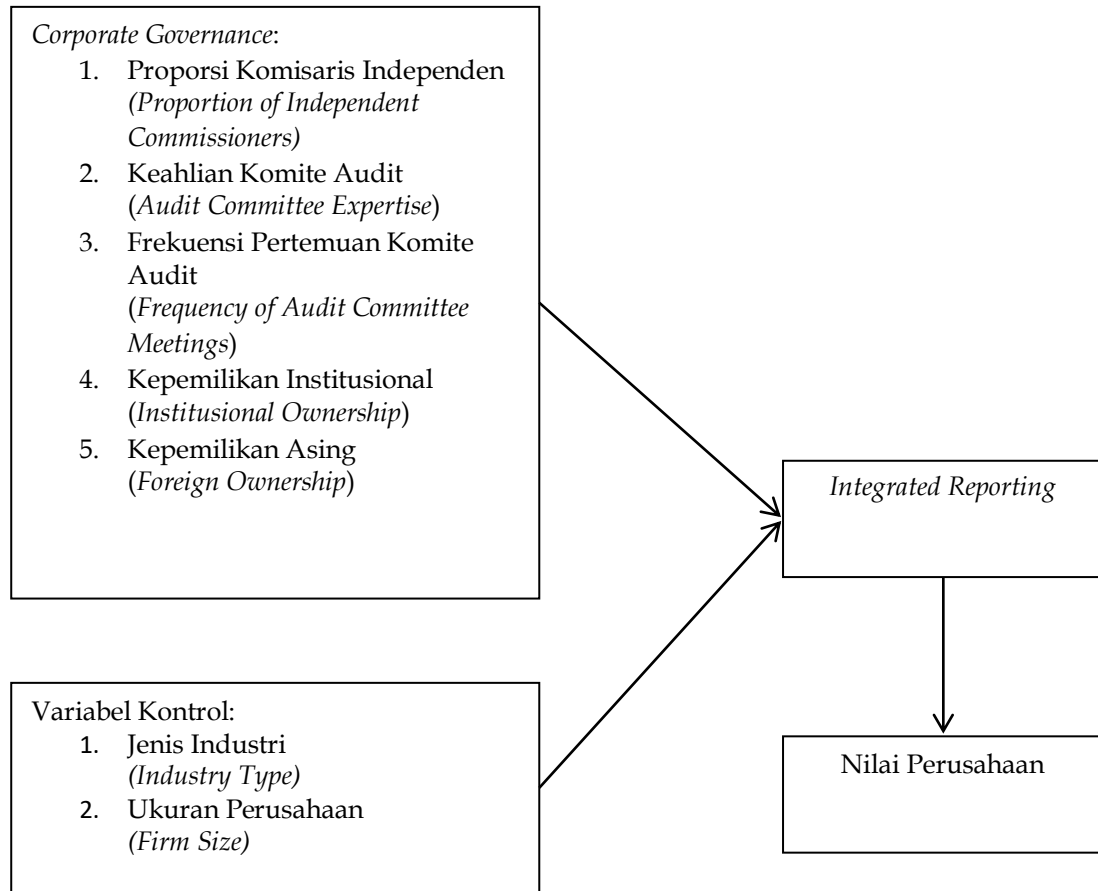 Corporate Governance:
1. Proporsi Komisaris Independen
(Proportion of Independent
Commissioners)
2. Keahlian Komite Audit
(Audit Committee Expertise)
3. Frekuensi Pertemuan Komite
Audit
(Frequency of Audit Committee
Meetings)
4. Kepemilikan Institusional
(Institusional Ownership)
5. Kepemilikan Asing
(Foreign Ownership)
Integrated Reporting
Variabel Kontrol:
1. Jenis Industri
(Industry Type)
2. Ukuran Perusahaan
(Firm Size)
Nilai Perusahaan